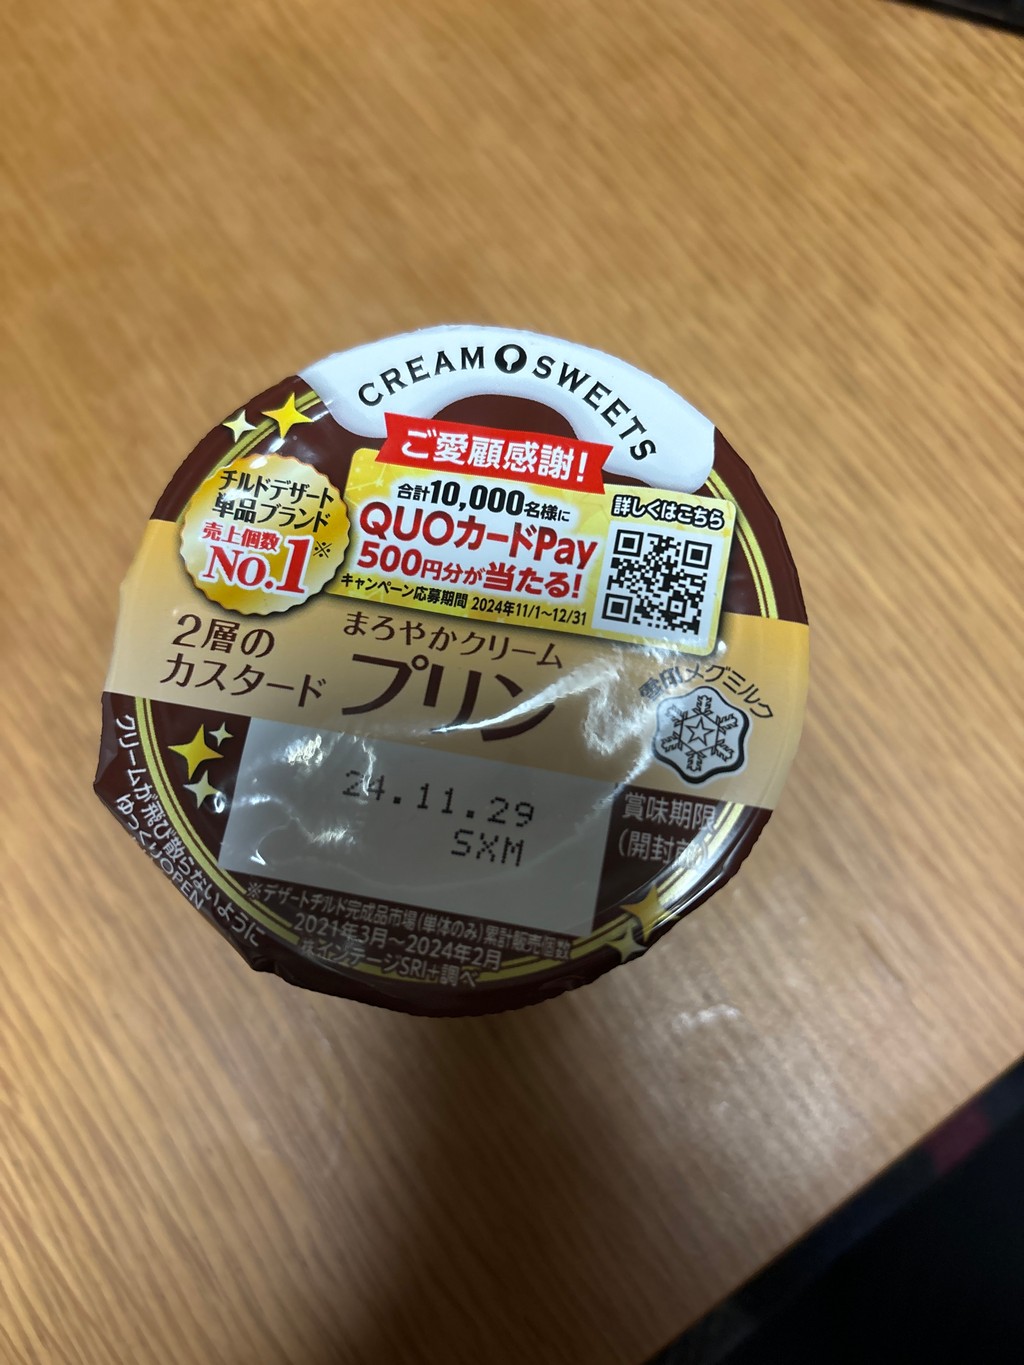 CREAM SWEETS
ご愛顧感謝!
チルドデザート
単品ブランド
売上個数
No.1※
合計10,000名様に
QUOカードPay
500円分が当たる!
キャンペーン応募期間 2024年11/1〜12/31
詳しくはこちら
2層の
カスタード
まろやかクリーム
プリン
雪印メグミルク
24.11.29
SXM
賞味期限
(開封前)
クリームが飛び散らないように
ゆっくりOPEN
※デザートチルド完成品市場(単体のみ)累計販売個数
2021年3月〜2024年2月
㈱インテージSRI+調べ